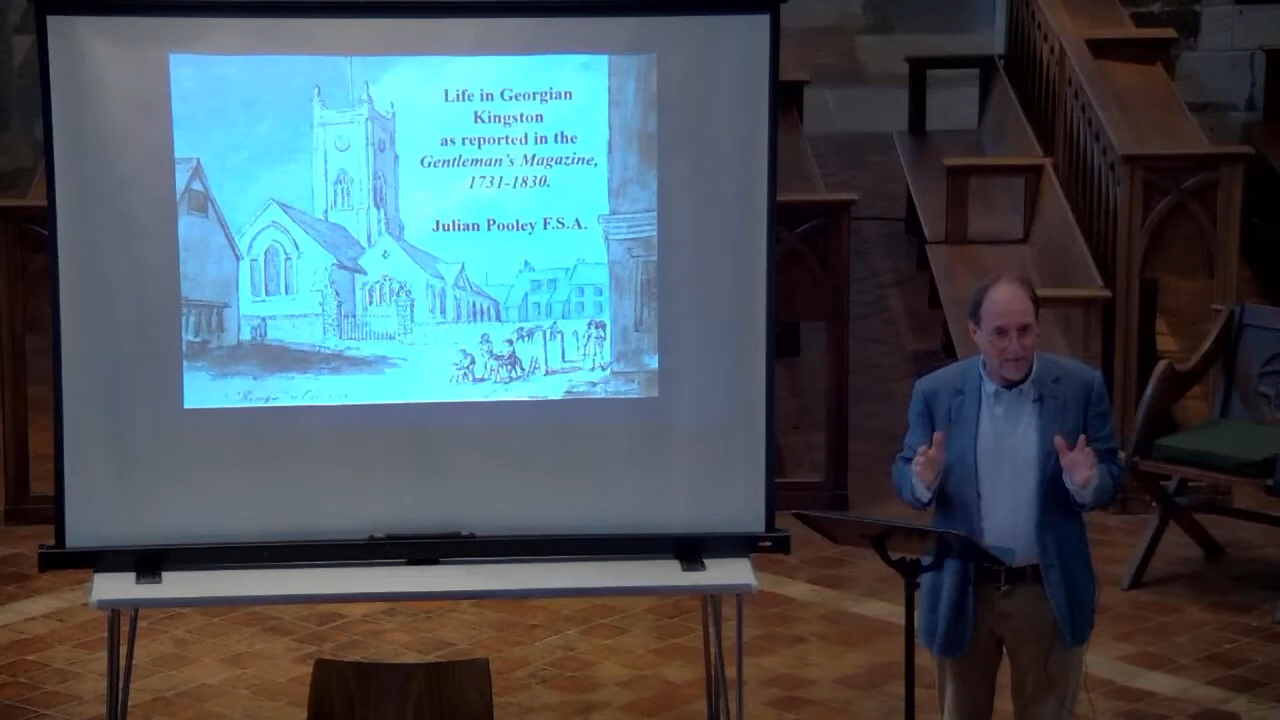 Life in Georgian
Kingston
as reported in the
Gentleman's Magazine,
1731-1830.
Julian Pooley F.S.A.